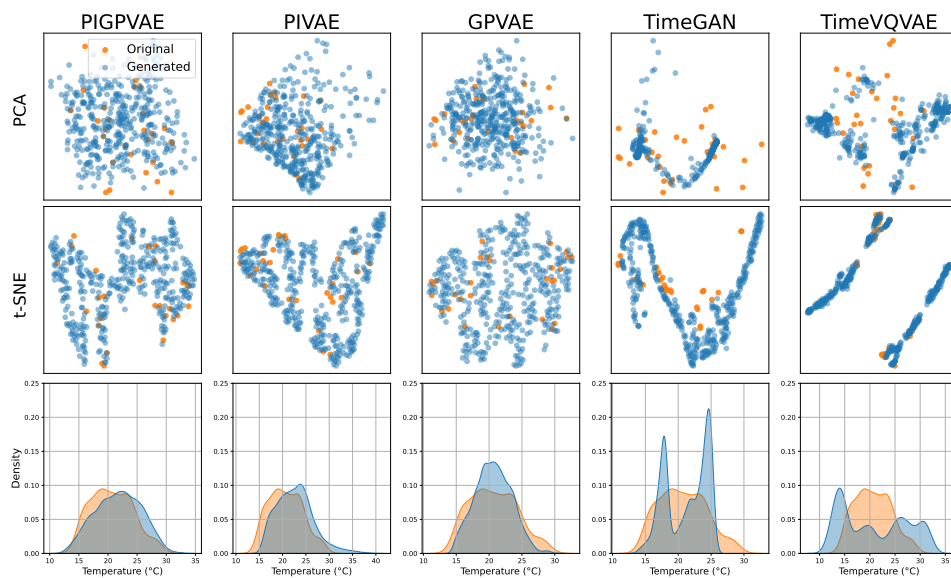 PIGPVAE PIVAE GPVAE TimeGAN TimeVQVAE
PCA
Original
Generated
t-SNE
Density
0.25 0.25 0.25 0.25 0.25
0.20 0.20 0.20 0.20 0.20
0.15 0.15 0.15 0.15 0.15
0.10 0.10 0.10 0.10 0.10
0.05 0.05 0.05 0.05 0.05
0.00 0.00 0.00 0.00 0.00
10 15 20 25 30 35 10 15 20 25 30 35 40 10 20 30 10 15 20 25 30 10 15 20 25 30 35
Temperature (°C) Temperature (°C) Temperature (°C) Temperature (°C) Temperature (°C)